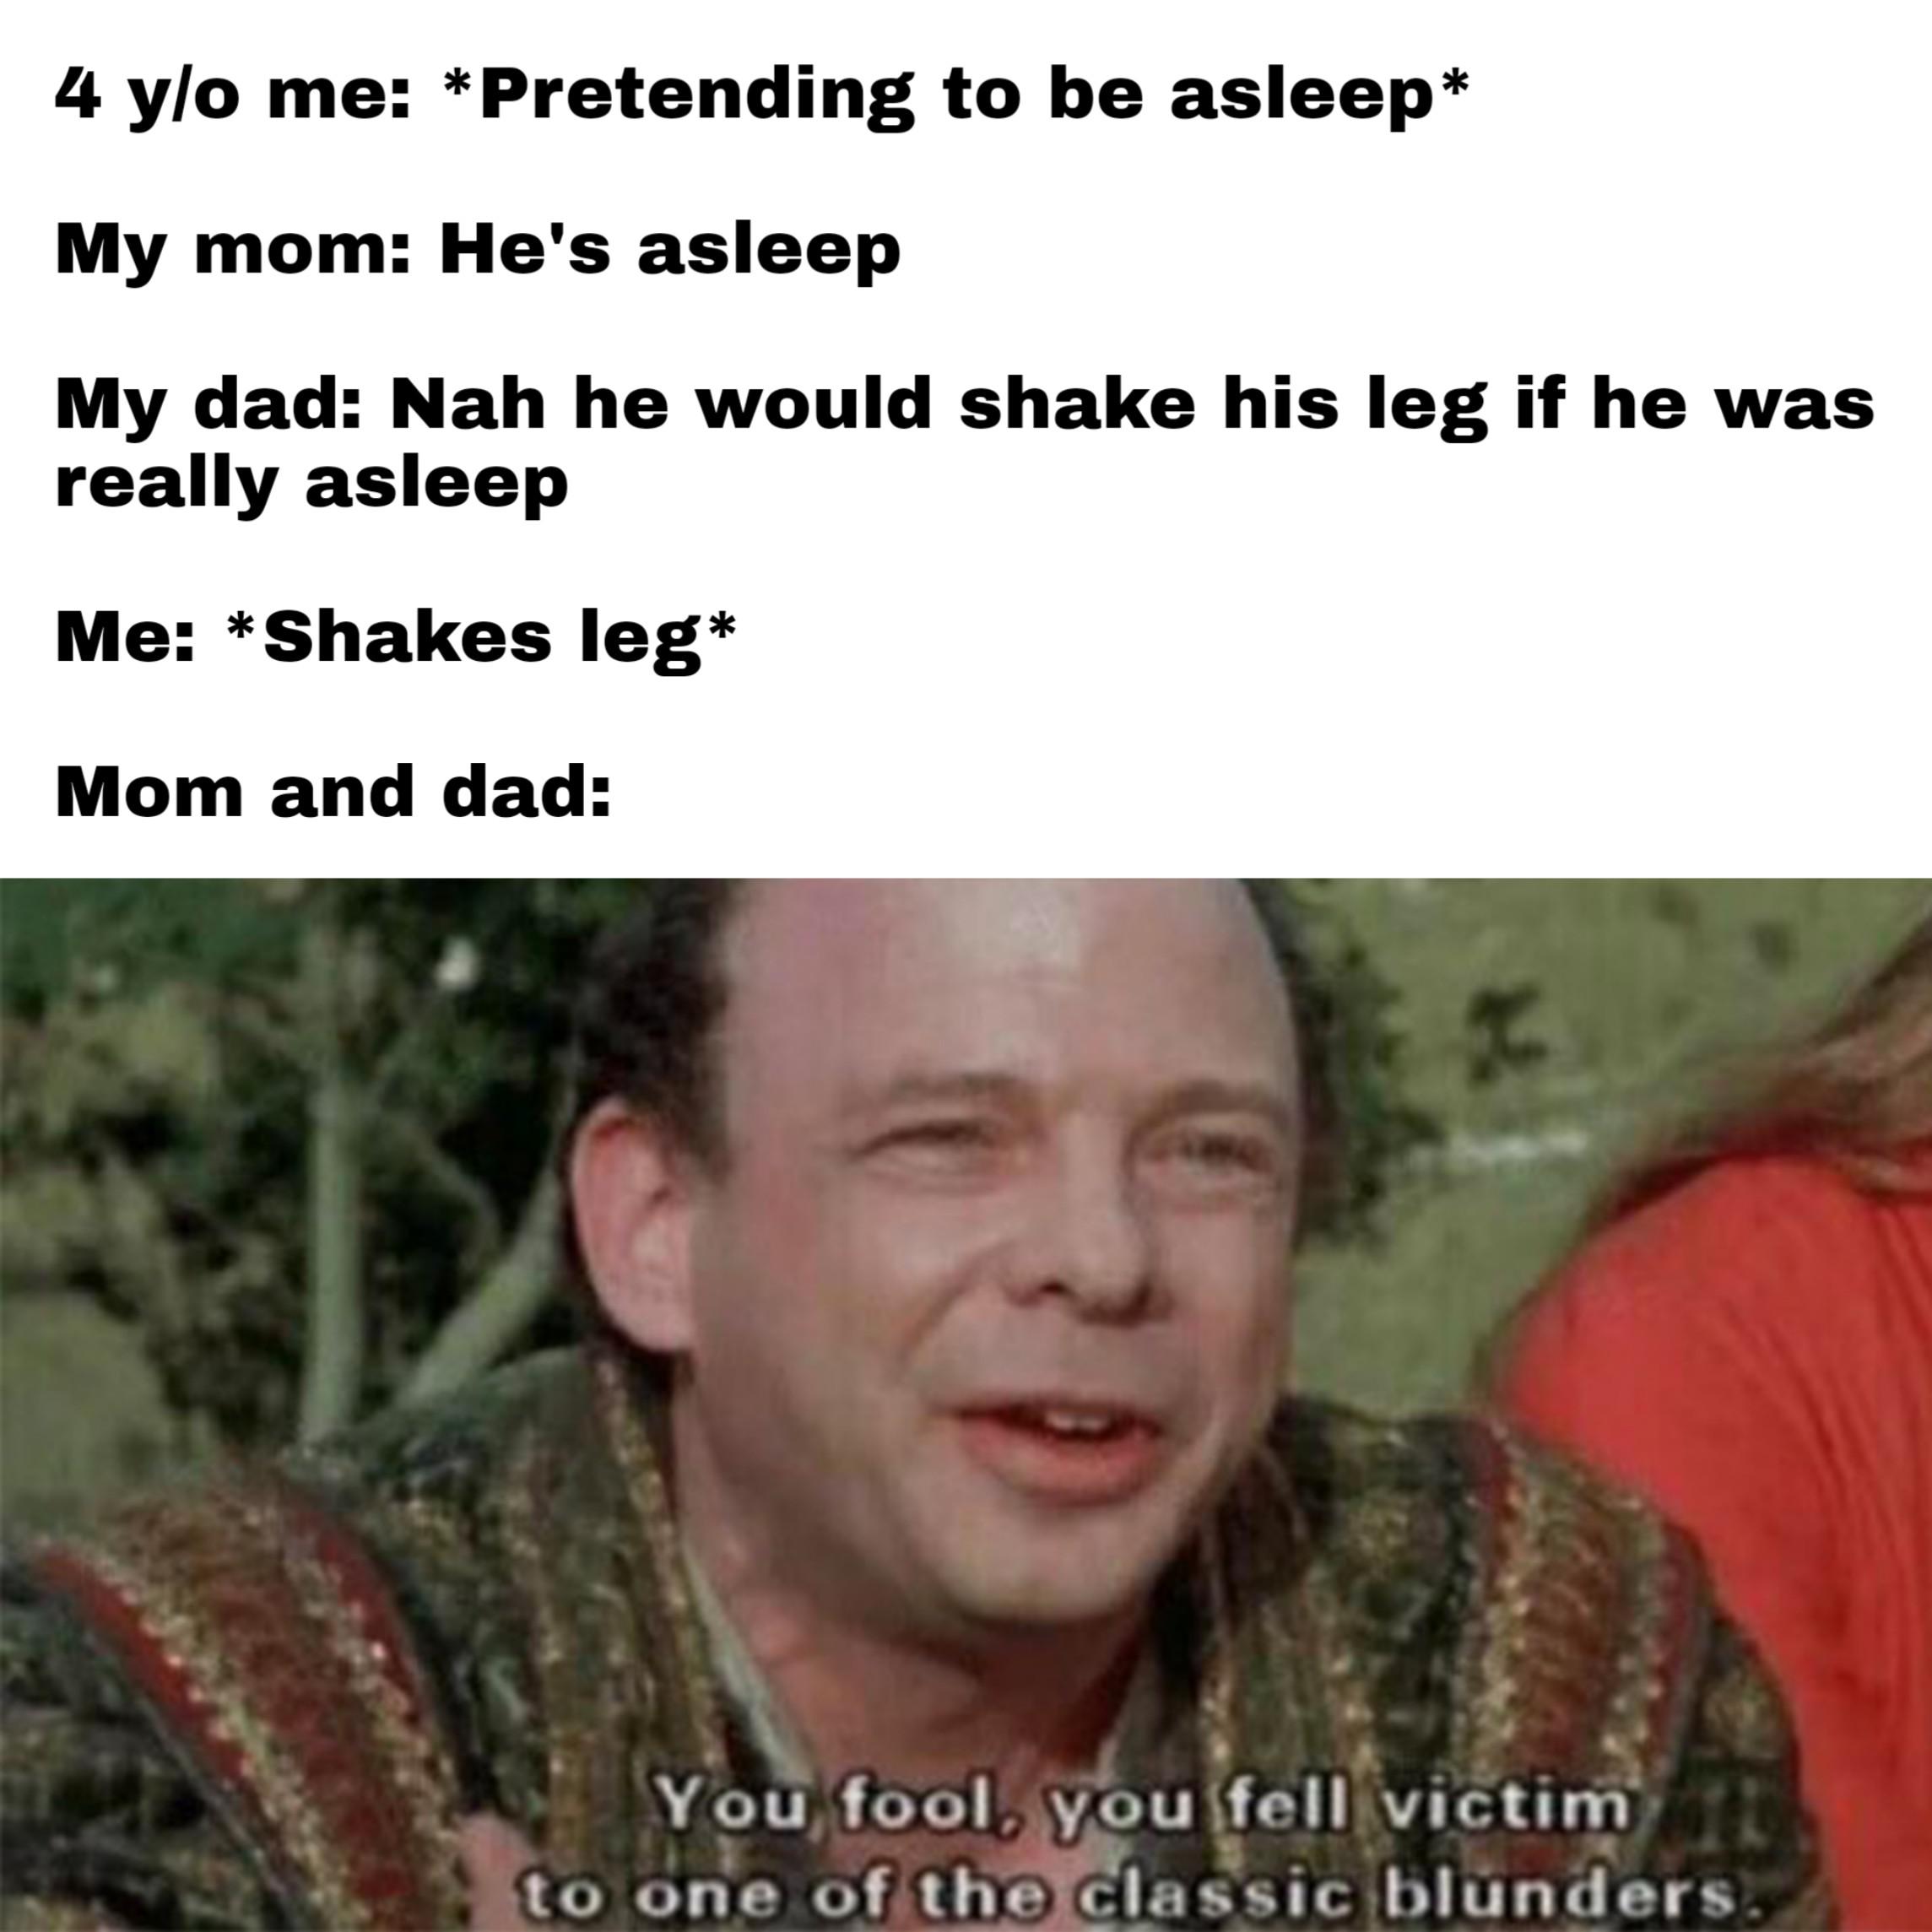 4 y/o me: *Pretending to be asleep*
My mom: He's asleep
My dad: Nah he would shake his leg if he was
really asleep
Me: *Shakes leg*
Mom and dad:
You fool, you fell victim
to one of the classic blunders.